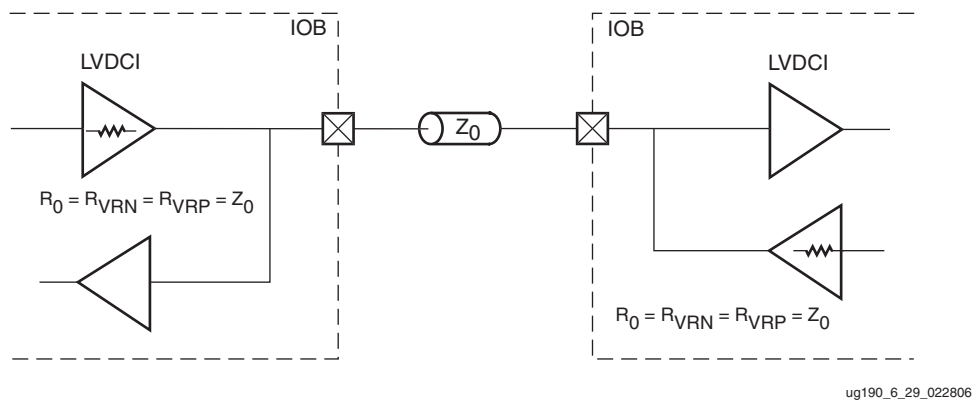 IOB
IOB
LVDCI
LVDCI
Z0
R0 = RVRN = RVRP = Z0
R0 = RVRN = RVRP = Z0
ug190_6_29_022806